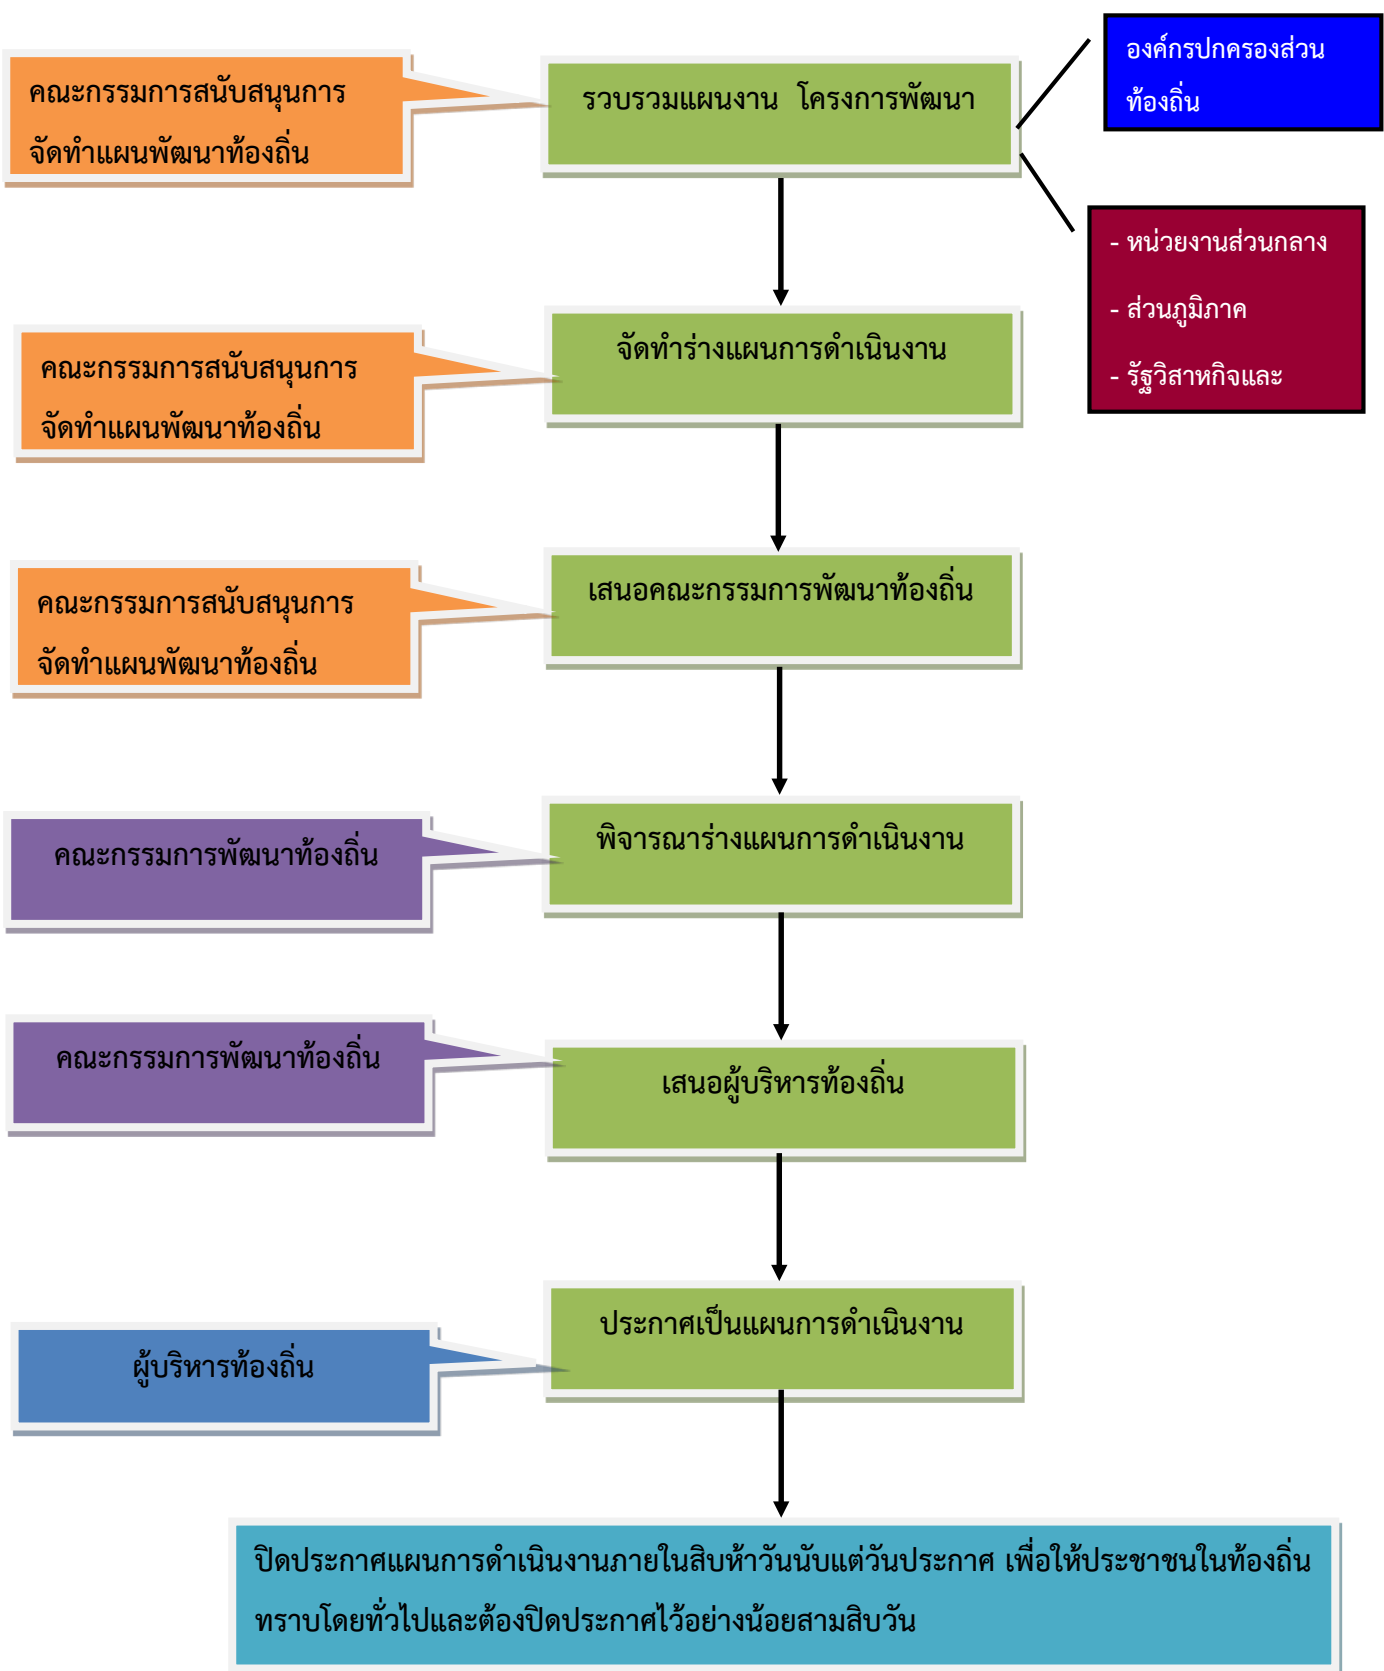 คณะกรรมการสนับสนุนการ
จัดทำแผนพัฒนาท้องถิ่น
รวบรวมแผนงาน โครงการพัฒนา
องค์กรปกครองส่วน
ท้องถิ่น
- หน่วยงานส่วนกลาง
- ส่วนภูมิภาค
- รัฐวิสาหกิจและ
คณะกรรมการสนับสนุนการ
จัดทำแผนพัฒนาท้องถิ่น
จัดทำร่างแผนการดำเนินงาน
คณะกรรมการสนับสนุนการ
จัดทำแผนพัฒนาท้องถิ่น
เสนอคณะกรรมการพัฒนาท้องถิ่น
คณะกรรมการพัฒนาท้องถิ่น
พิจารณาร่างแผนการดำเนินงาน
คณะกรรมการพัฒนาท้องถิ่น
เสนอผู้บริหารท้องถิ่น
ผู้บริหารท้องถิ่น
ประกาศเป็นแผนการดำเนินงาน
ปิดประกาศแผนการดำเนินงานภายในสิบห้าวันนับแต่วันประกาศ เพื่อให้ประชาชนในท้องถิ่น
ทราบโดยทั่วไปและต้องปิดประกาศไว้อย่างน้อยสามสิบวัน